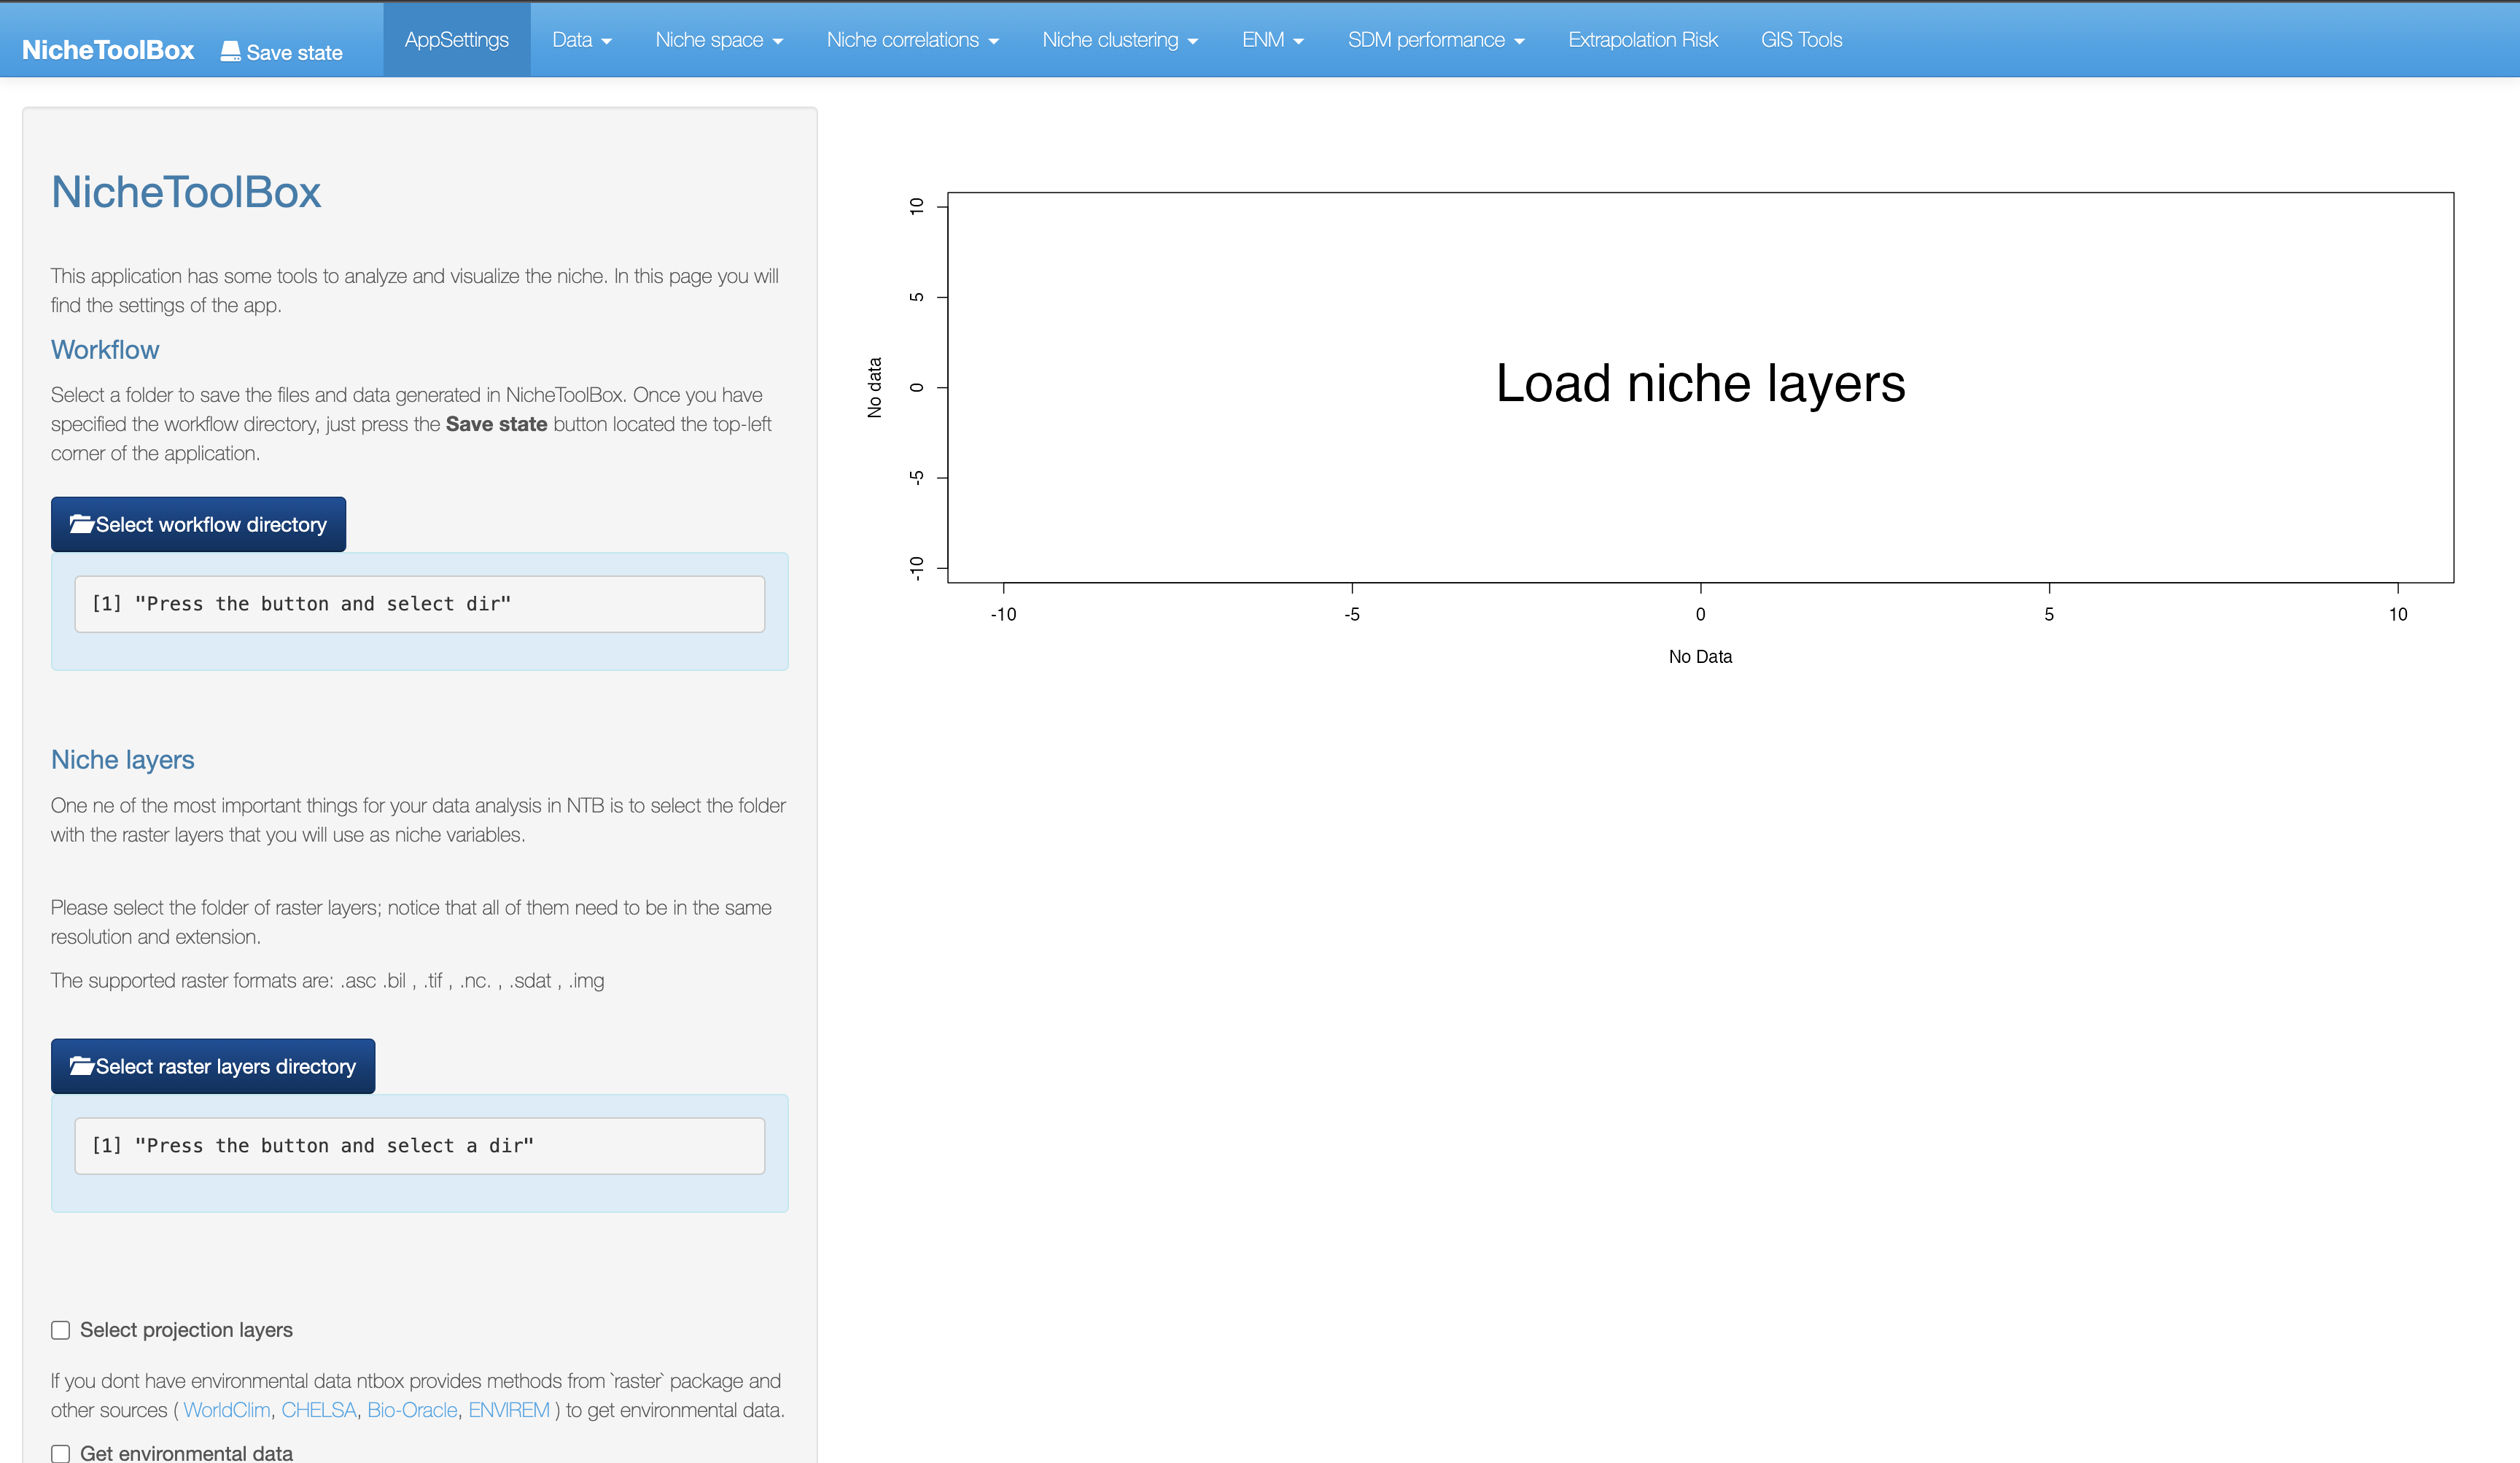 NicheToolBox Save state AppSettings Data Niche space Niche correlations Niche clustering ENM SDM performance Extrapolation Risk GIS Tools
NicheToolBox
This application has some tools to analyze and visualize the niche. In this page you will
find the settings of the app.
Workflow
Select a folder to save the files and data generated in NicheToolBox. Once you have
specified the workflow directory, just press the Save state button located the top-left
corner of the application.
Select workflow directory
[1] "Press the button and select dir"
Niche layers
One ne of the most important things for your data analysis in NTB is to select the folder
with the raster layers that you will use as niche variables.
Please select the folder of raster layers; notice that all of them need to be in the same
resolution and extension.
The supported raster formats are: .asc .bil , .tif , .nc. , .sdat , .img
Select raster layers directory
[1] "Press the button and select a dir"
Select projection layers
If you dont have environmental data ntbox provides methods from `raster` package and
other sources ( WorldClim, CHELSA, Bio-Oracle, ENVIREM ) to get environmental data.
Get environmental data
No data
10
5
0
-5
-10
Load niche layers
-10 -5 0 5 10
No Data